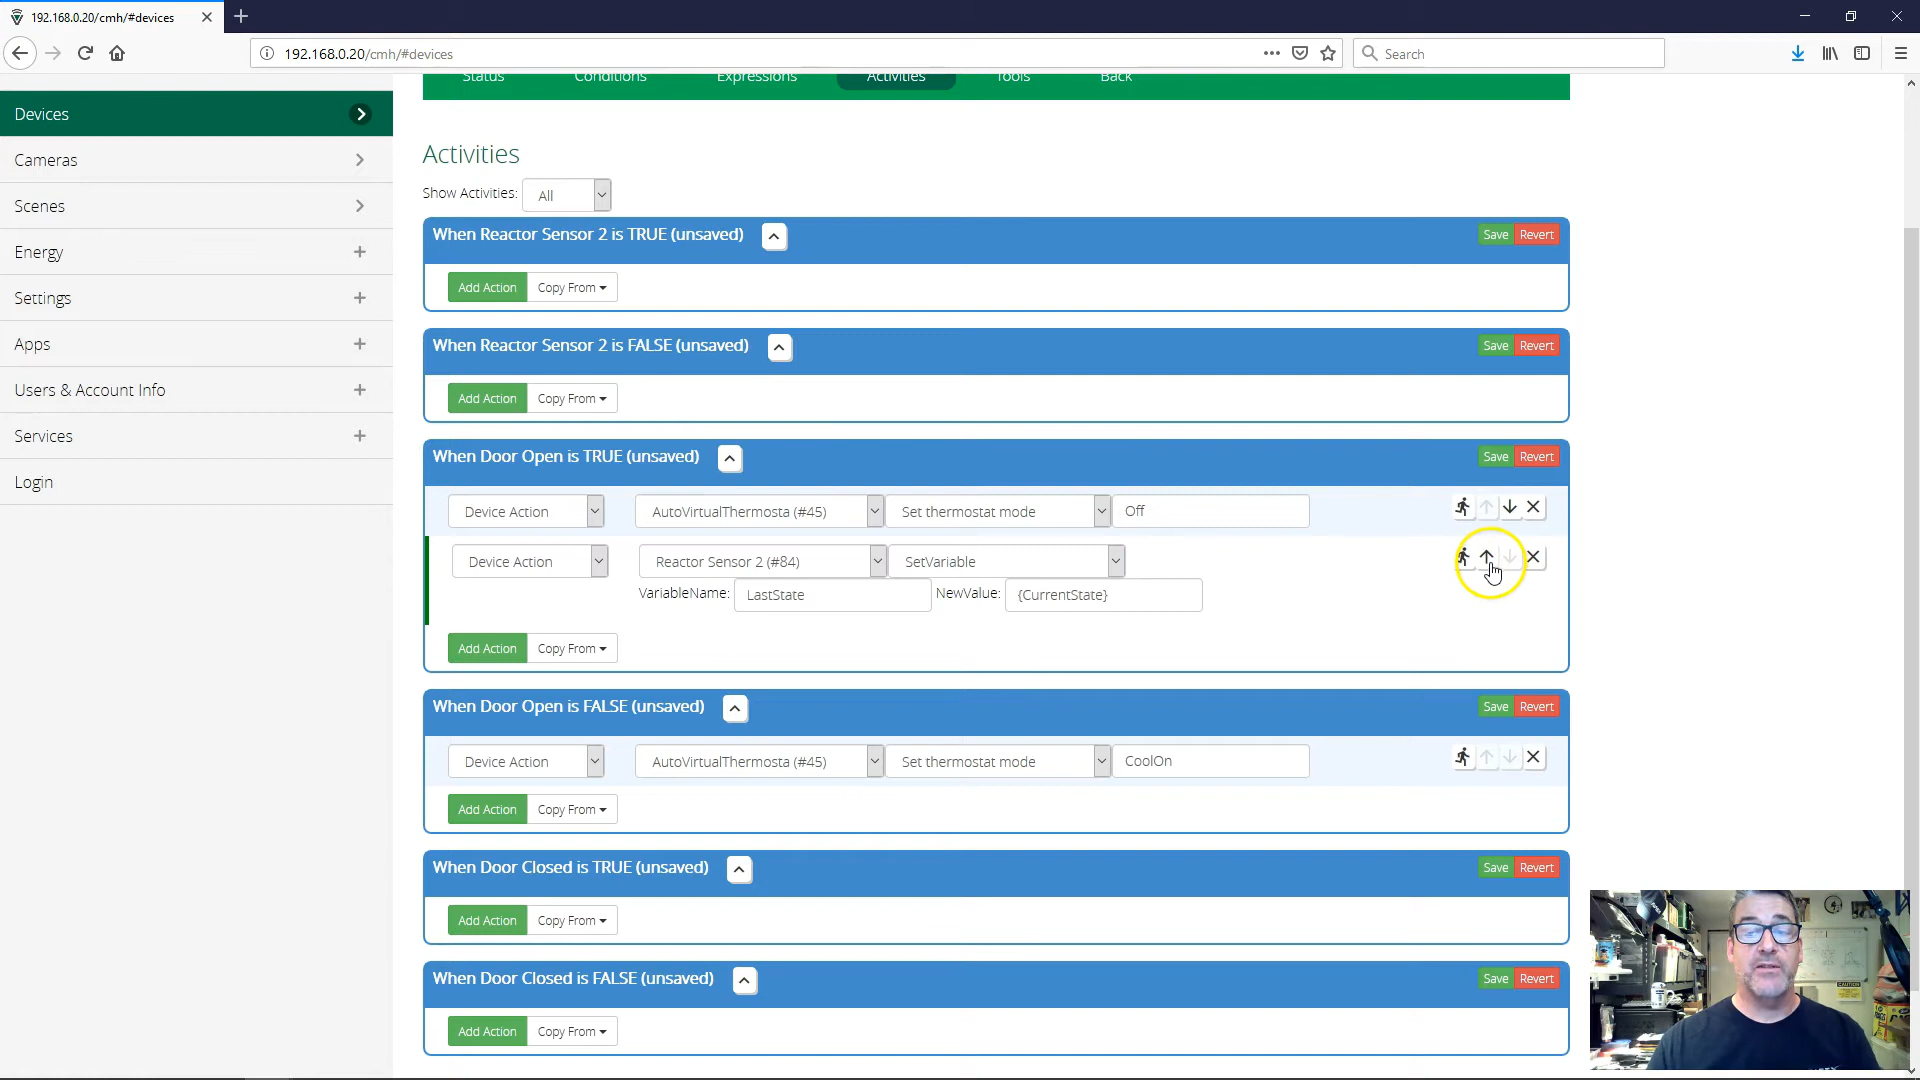 192.168.0.20/cmh/#devices
192.168.0.20/cmh/#devices
Search
Status Conditions Expressions Activities Tools Back
Devices
Cameras
Scenes
Energy
Settings
Apps
Users & Account Info
Services
Login
Activities
Show Activities: All
When Reactor Sensor 2 is TRUE (unsaved) Save Revert
Add Action Copy From
When Reactor Sensor 2 is FALSE (unsaved) Save Revert
Add Action Copy From
When Door Open is TRUE (unsaved) Save Revert
Device Action AutoVirtualThermosta (#45) Set thermostat mode Off
Device Action Reactor Sensor 2 (#84) SetVariable
VariableName: LastState NewValue: {CurrentState}
Add Action Copy From
When Door Open is FALSE (unsaved) Save Revert
Device Action AutoVirtualThermosta (#45) Set thermostat mode CoolOn
Add Action Copy From
When Door Closed is TRUE (unsaved) Save Revert
Add Action Copy From
When Door Closed is FALSE (unsaved) Save Revert
Add Action Copy From
CAUTION